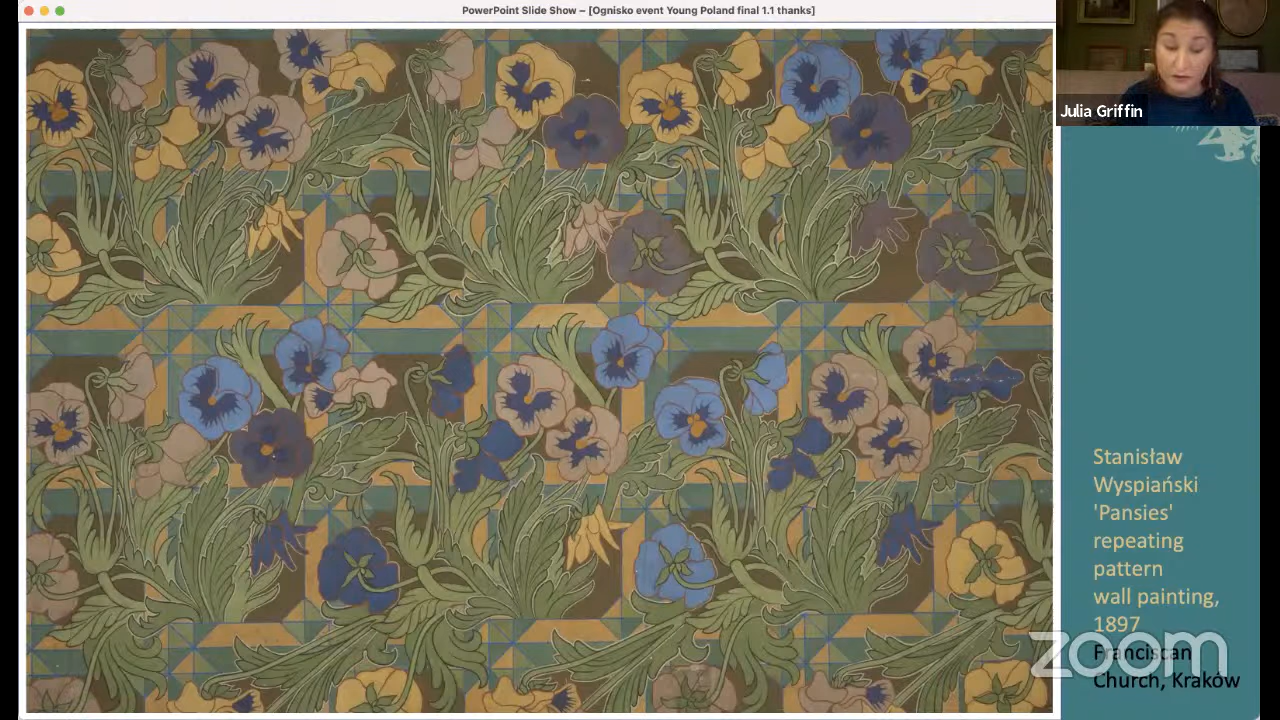 PowerPoint Slide Show – [Ognisko event Young Poland final 1.1 thanks]
Julia Griffin
Stanisław
Wyspiański
'Pansies'
repeating
pattern
wall painting,
1897
Franciscan
Church, Kraków
zoom